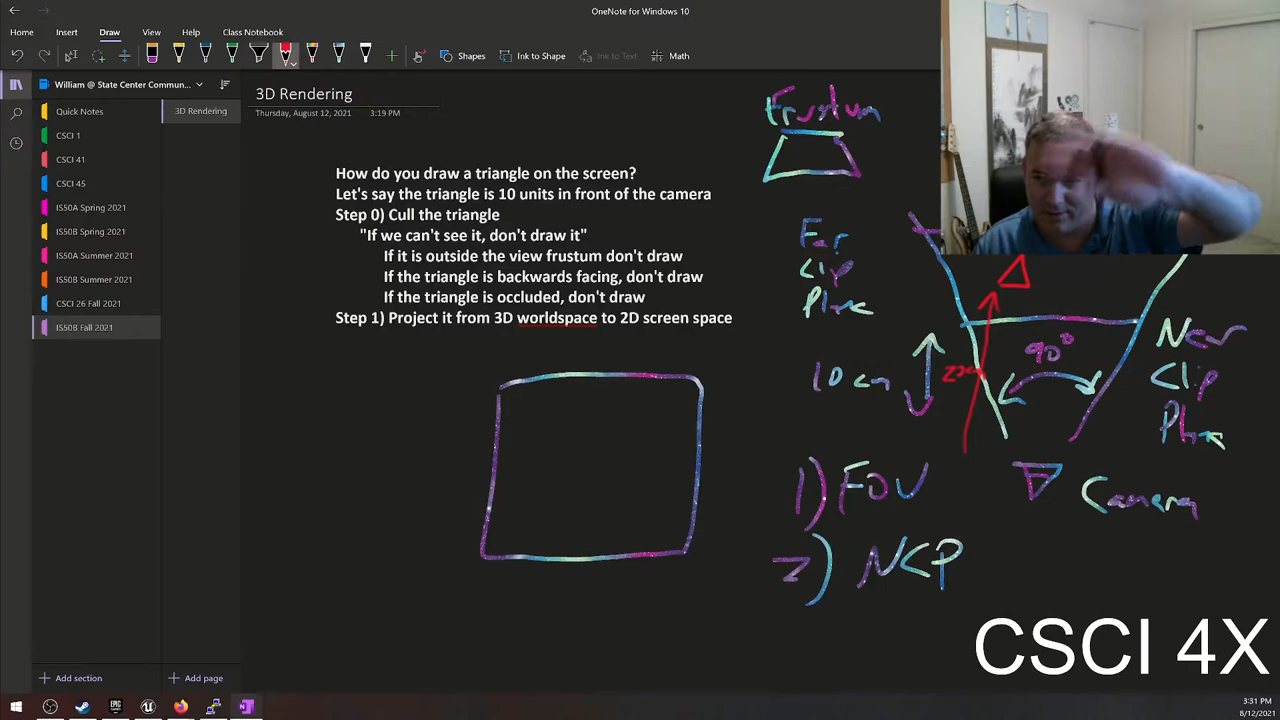 OneNote for Windows 10
Home
Insert
Draw
View
Help
Class Notebook
Shapes
Ink to Shape
Ink to Text
Math
William @ State Center Commun...
Quick Notes
CSCI 1
CSCI 41
CSCI 45
IS50A Spring 2021
IS50B Spring 2021
IS50A Summer 2021
IS50B Summer 2021
CSCI 26 Fall 2021
IS50B Fall 2021
Add section
3D Rendering
Add page
3D Rendering
Thursday, August 12, 2021 3:19 PM
How do you draw a triangle on the screen?
Let's say the triangle is 10 units in front of the camera
Step 0) Cull the triangle
"If we can't see it, don't draw it"
If it is outside the view frustum don't draw
If the triangle is backwards facing, don't draw
If the triangle is occluded, don't draw
Step 1) Project it from 3D worldspace to 2D screen space
Frustum
Far
Clip
Plane
10 cm
90°
Near
Clip
Plane
Camera
1) FOV
2) NCP
CSCI 4X
3:31 PM
8/12/2021